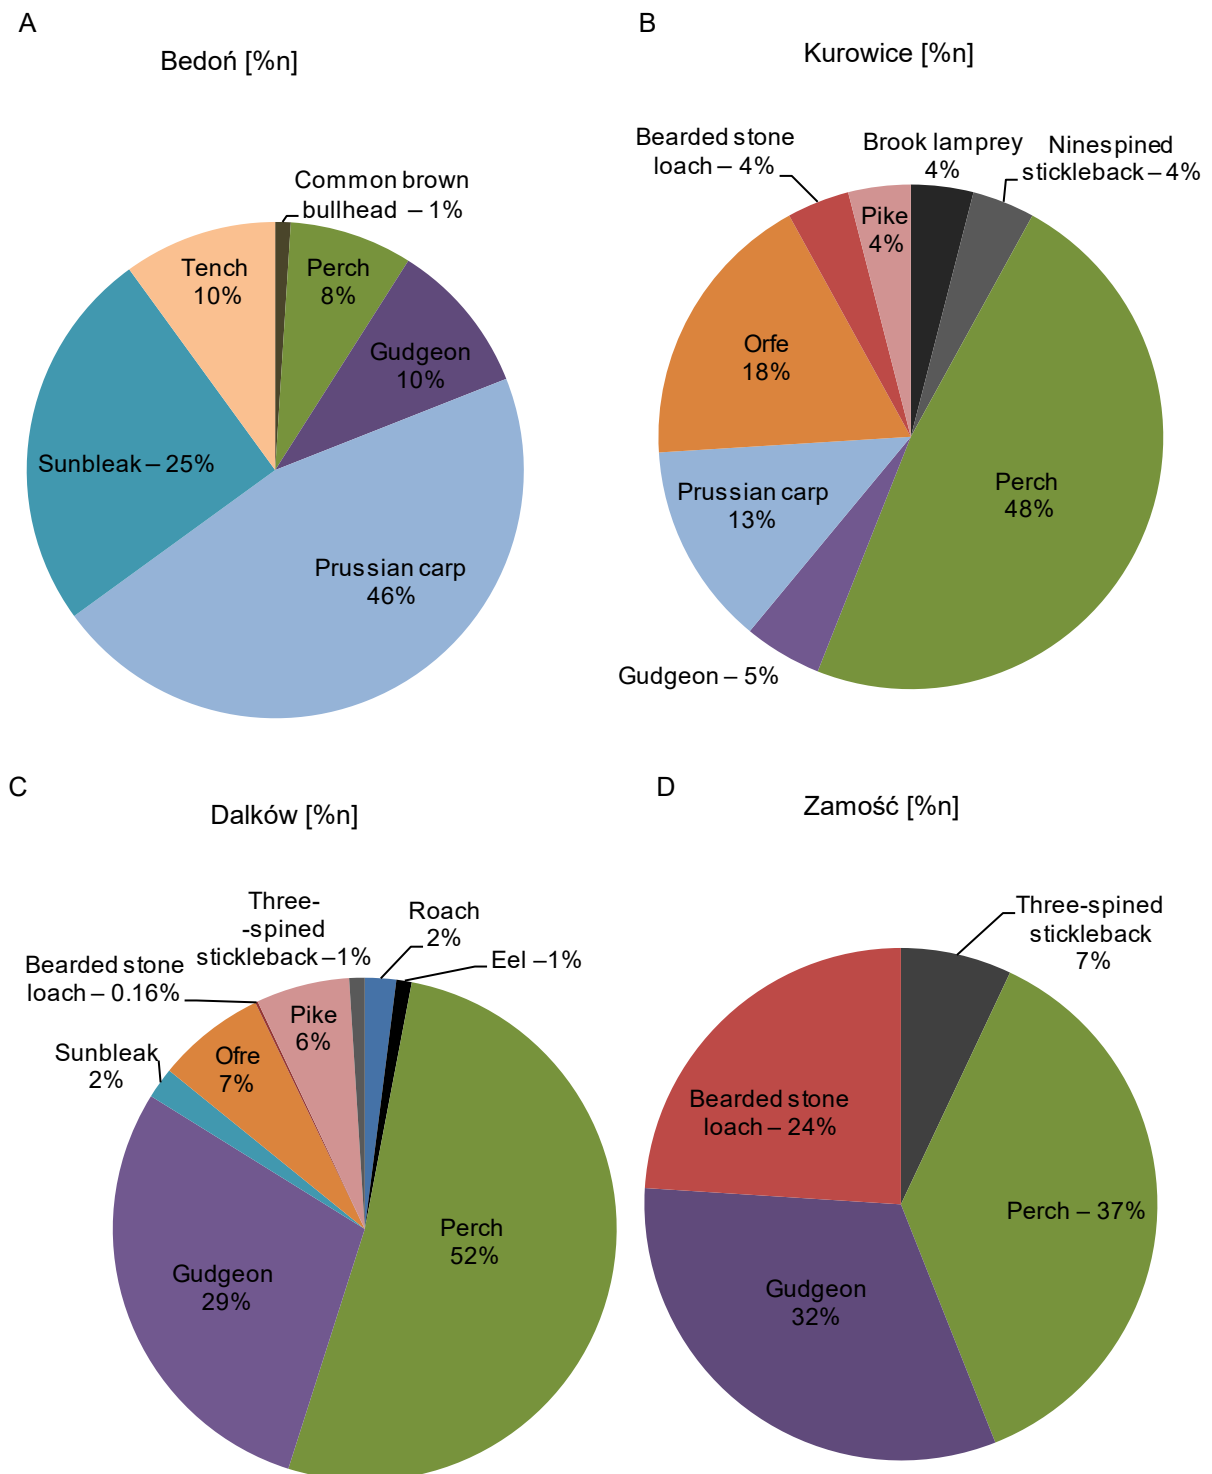 A
Bedoń [%n]
Common brown
bullhead – 1%
Perch
8%
Gudgeon
10%
Prussian carp
46%
Sunbleak – 25%
Tench
10%
B
Kurowice [%n]
Brook lamprey
4%
Ninespined
stickleback – 4%
Perch
48%
Gudgeon – 5%
Prussian carp
13%
Orfe
18%
Bearded stone
loach – 4%
Pike
4%
C
Dalków [%n]
Roach
2%
Eel –1%
Perch
52%
Gudgeon
29%
Sunbleak
2%
Ofre
7%
Bearded stone
loach – 0.16%
Pike
6%
Three-
-spined
stickleback –1%
D
Zamość [%n]
Three-spined
stickleback
7%
Perch – 37%
Gudgeon
32%
Bearded stone
loach – 24%